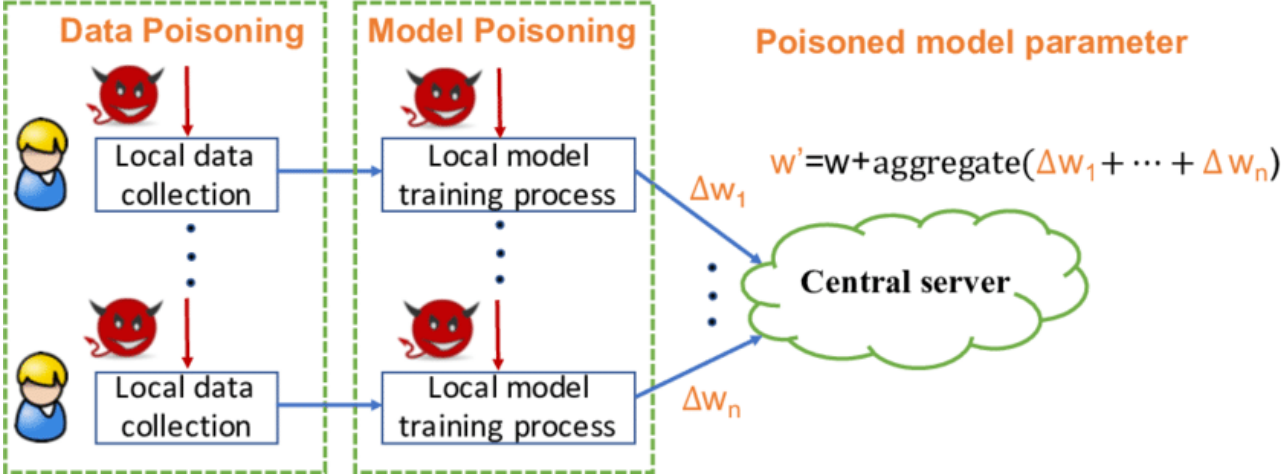 Data Poisoning
Model Poisoning
Poisoned model parameter
Local data
collection
Local model
training process
w'=w+aggregate(Δw₁+ ⋯ + Δwₙ)
Δw₁
Central server
Local data
collection
Local model
training process
Δwₙ